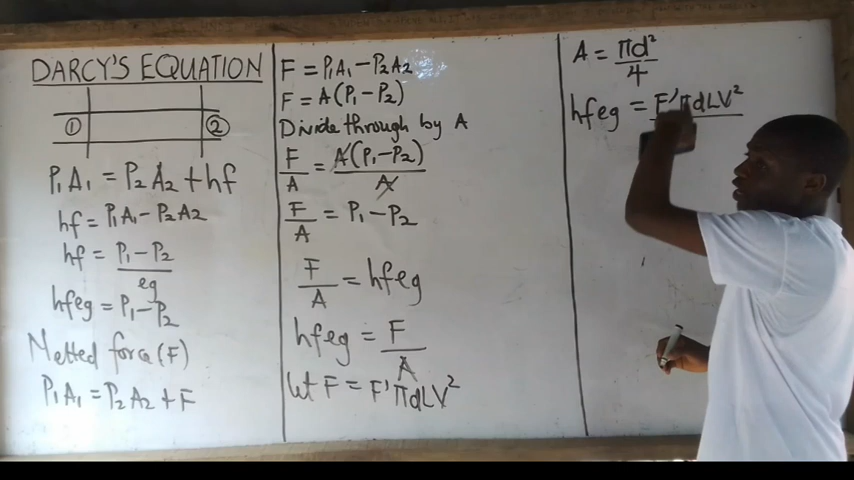 DARCY'S EQUATION
① ②
P₁A₁ = P₂A₂ + hf
hf = P₁A₁ - P₂A₂
hf = P₁ - P₂
eg
hfeg = P₁ - P₂
Netted force (F)
P₁A₁ = P₂A₂ + F
F = P₁A₁ - P₂A₂
F = A(P₁ - P₂)
Divide through by A
F/A = A(P₁ - P₂)/A
F/A = P₁ - P₂
F/A = hfeg
hfeg = F/A
let F = F'πdLV²
A = πd²/4
hfeg = F'πdLV²